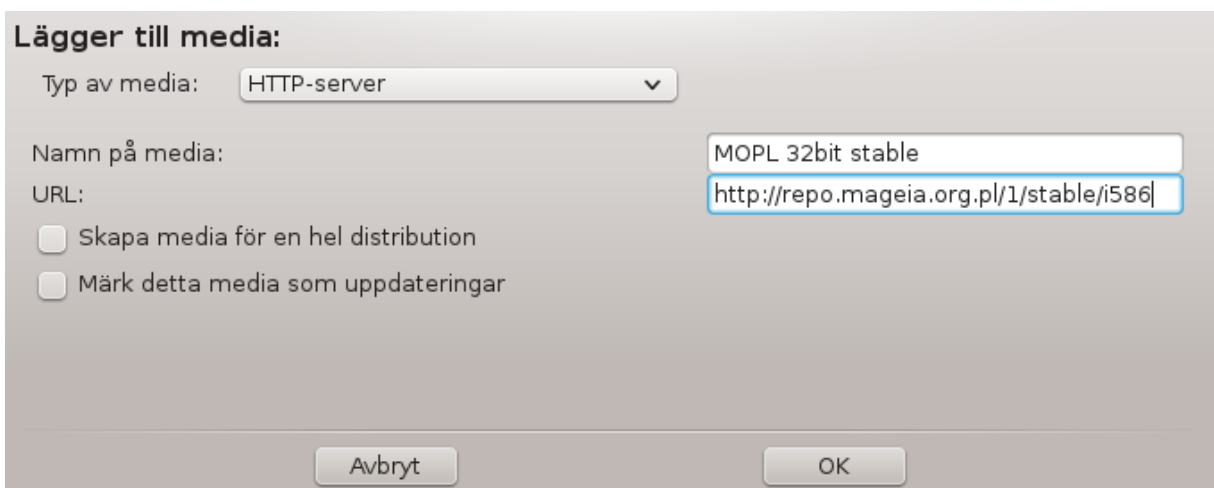 Lägger till media:
Typ av media: HTTP-server
Namn på media: MOPL 32bit stable
URL: http://repo.mageia.org.pl/1/stable/i586
Skapa media för en hel distribution
Märk detta media som uppdateringar
Avbryt OK